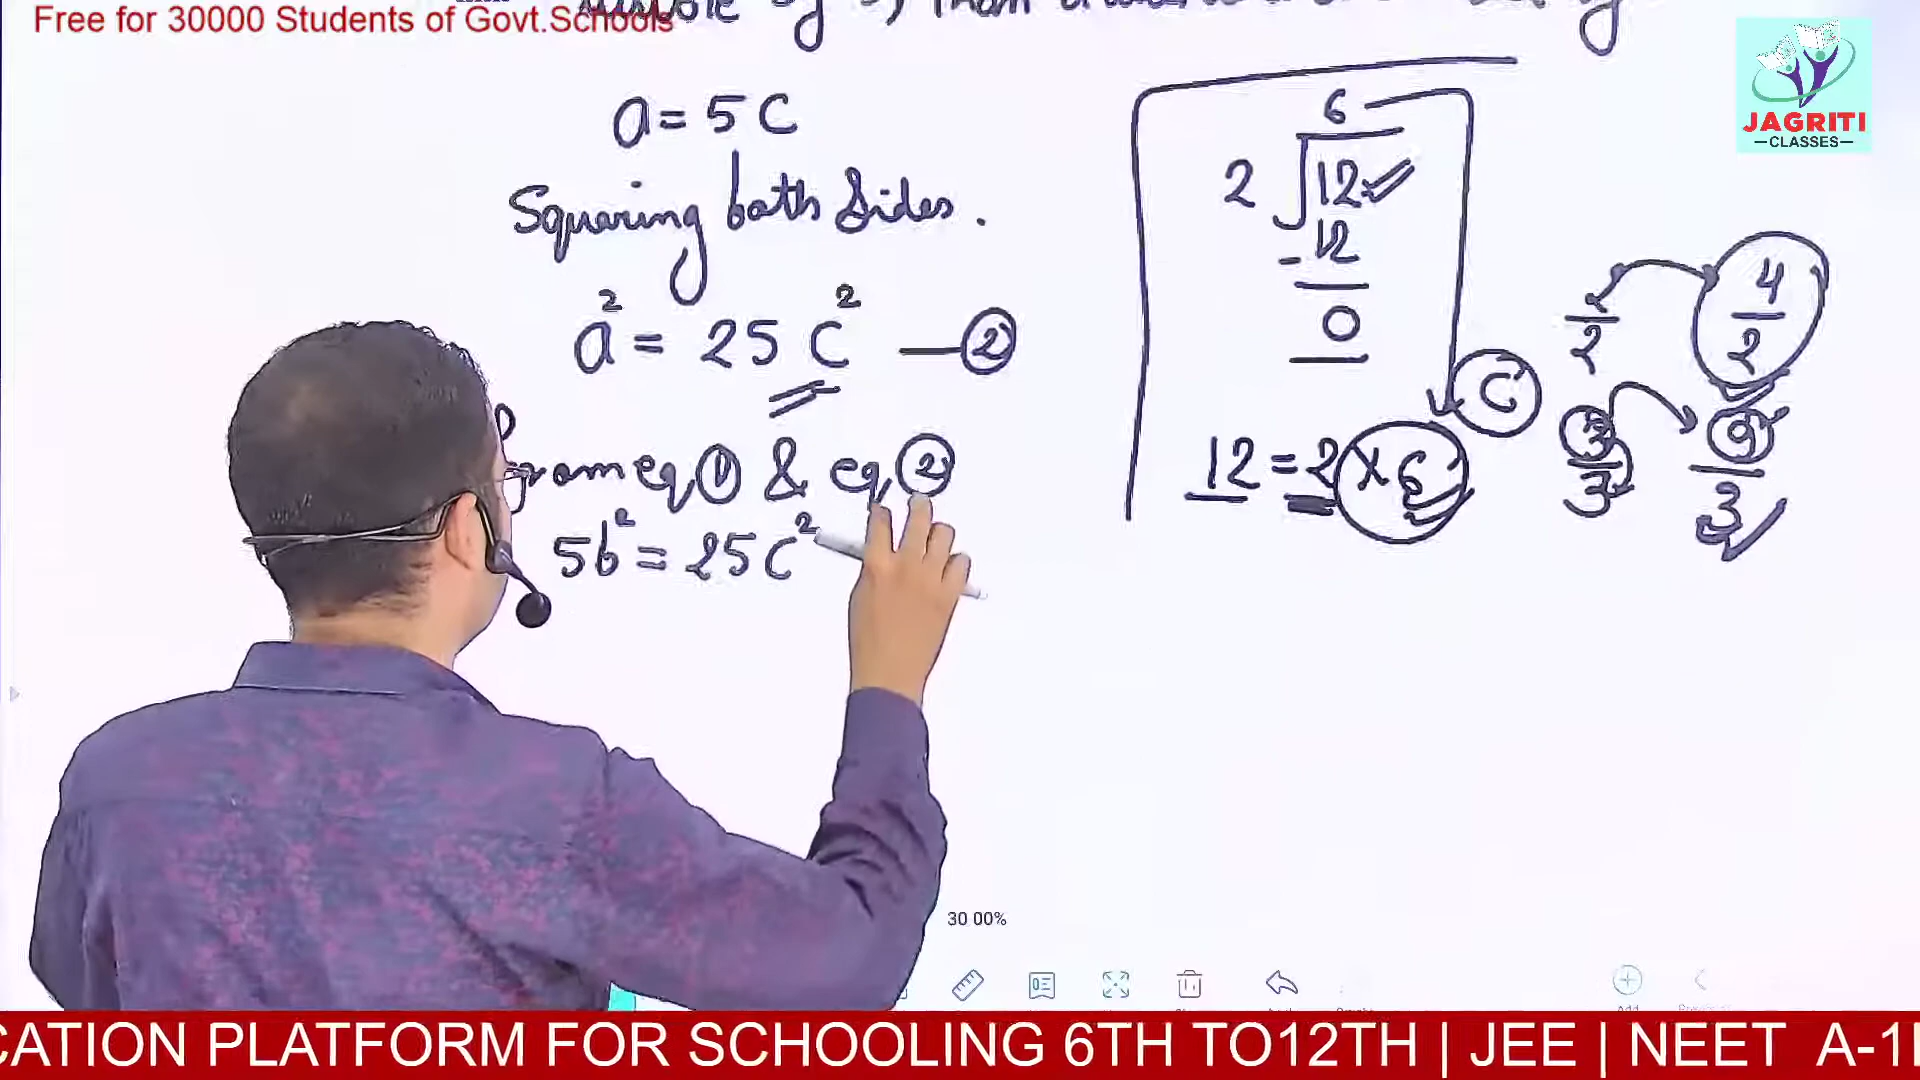 Free for 30000 Students of Govt.Schools
JAGRITI
CLASSES
a = 5c
Squaring both sides.
a² = 25c² — ②
From eq ① & eq ②
5b² = 25c²
6
2 12
-12
0
12 = 2 × 6
C
2
4
2
3
9
3
30 00%
Add
CATION PLATFORM FOR SCHOOLING 6TH TO12TH | JEE | NEET A-1